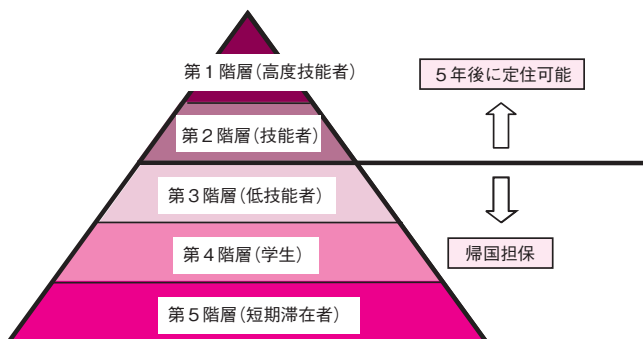 第1階層(高度技能者)
5年後に定住可能
第2階層(技能者)
第3階層(低技能者)
第4階層(学生)
帰国担保
第5階層(短期滞在者)